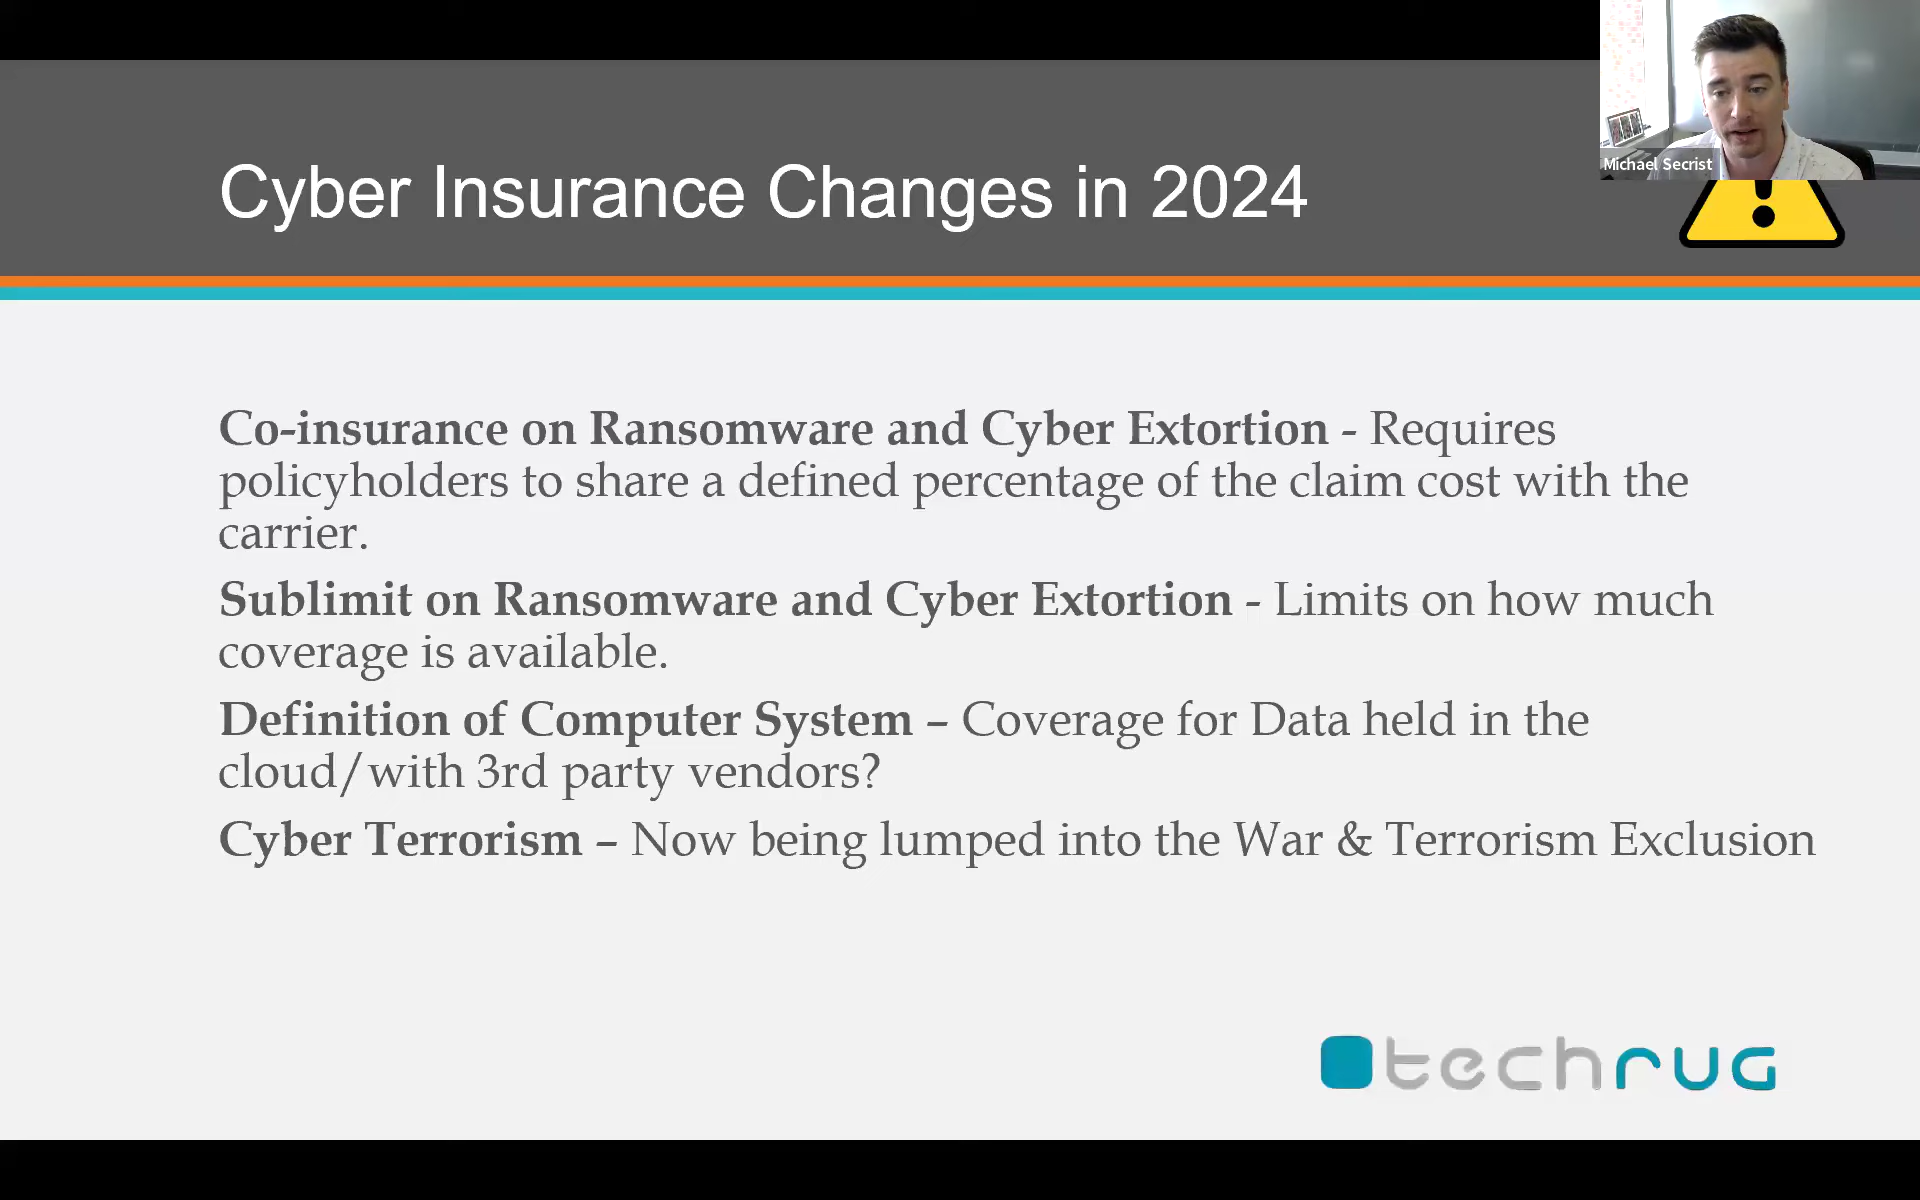 Michael Secrist
Cyber Insurance Changes in 2024
Co-insurance on Ransomware and Cyber Extortion - Requires
policyholders to share a defined percentage of the claim cost with the
carrier.
Sublimit on Ransomware and Cyber Extortion - Limits on how much
coverage is available.
Definition of Computer System – Coverage for Data held in the
cloud/with 3rd party vendors?
Cyber Terrorism – Now being lumped into the War & Terrorism Exclusion
techrug